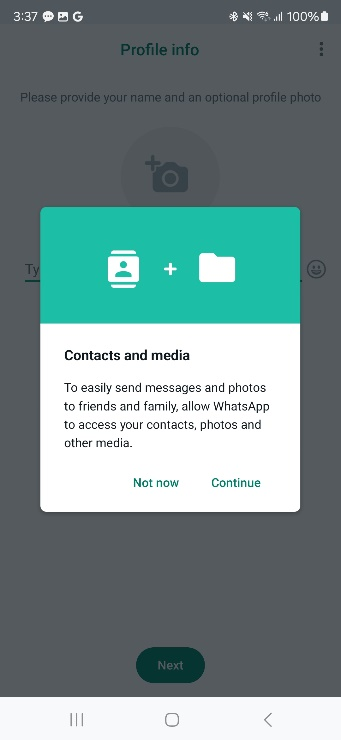 3:37 100%
Profile info
Please provide your name and an optional profile photo
Ty
Contacts and media
To easily send messages and photos
to friends and family, allow WhatsApp
to access your contacts, photos and
other media.
Not now Continue
Next